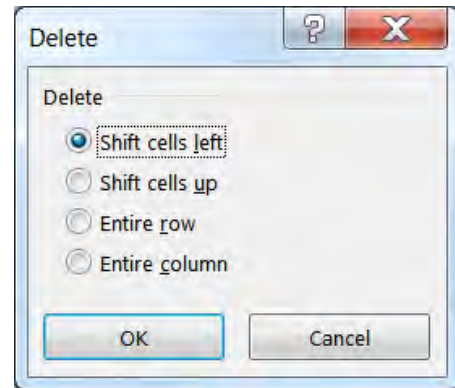 Delete
?
X
Delete
Shift cells left
Shift cells up
Entire row
Entire column
OK Cancel